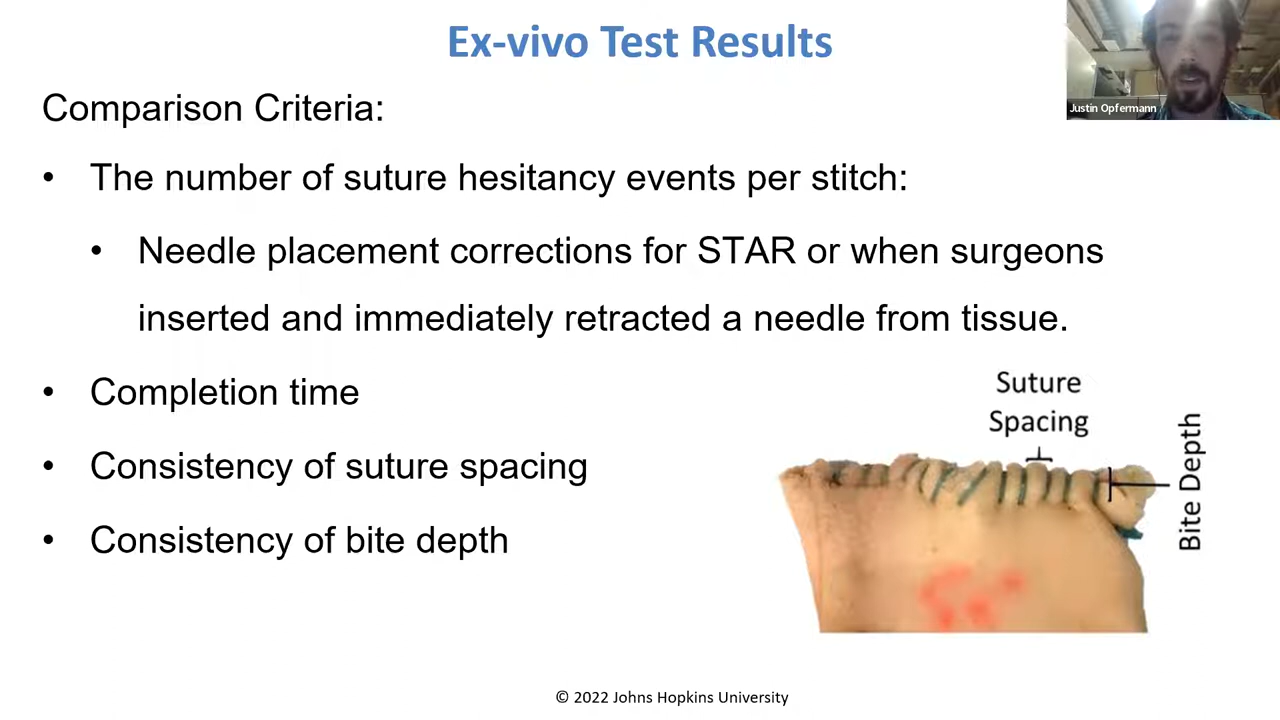 Ex-vivo Test Results
Justin Opfermann
Comparison Criteria:
• The number of suture hesitancy events per stitch:
• Needle placement corrections for STAR or when surgeons
inserted and immediately retracted a needle from tissue.
• Completion time
• Consistency of suture spacing
• Consistency of bite depth
Suture
Spacing
Bite Depth
© 2022 Johns Hopkins University